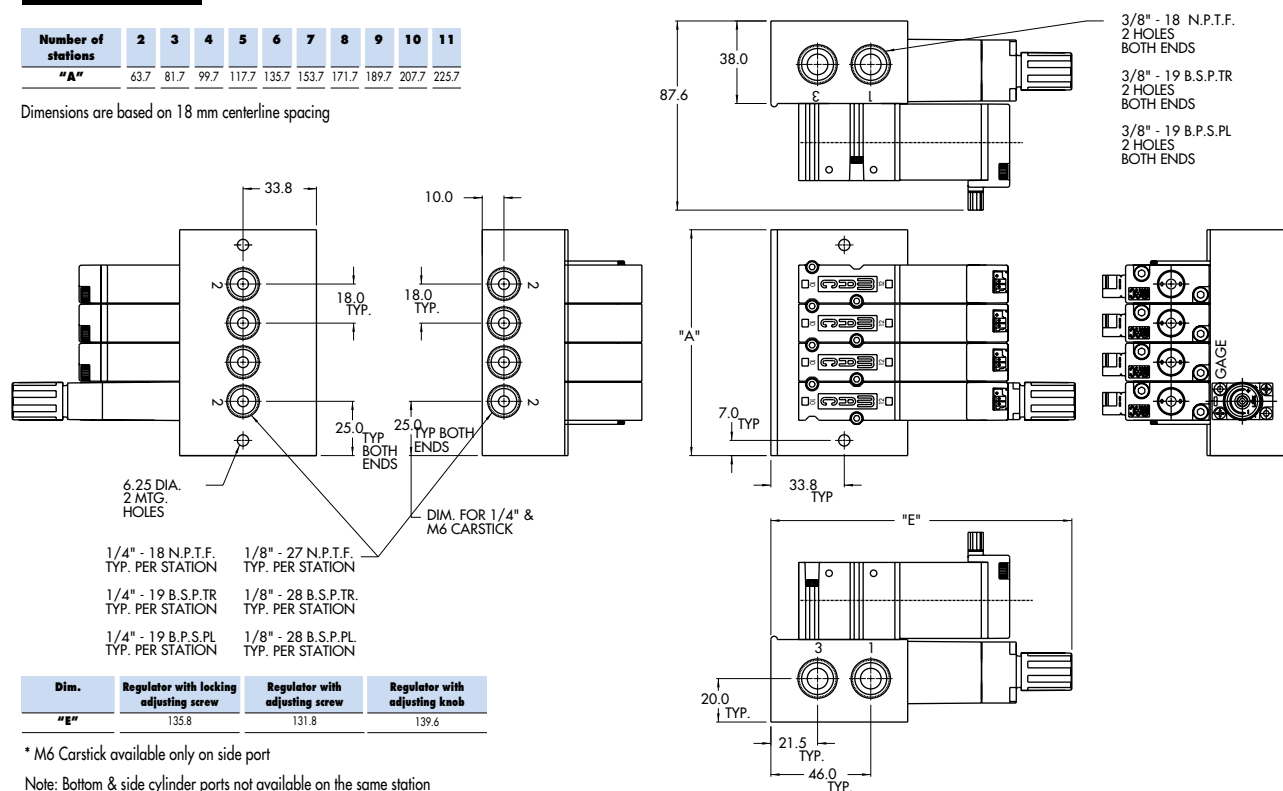 Number of stations 2 3 4 5 6 7 8 9 10 11
"A" 63.7 81.7 99.7 117.7 135.7 153.7 171.7 189.7 207.7 225.7
Dimensions are based on 18 mm centerline spacing
3/8" - 18 N.P.T.F.
2 HOLES
BOTH ENDS
3/8" - 19 B.S.P.TR
2 HOLES
BOTH ENDS
3/8" - 19 B.P.S.PL
2 HOLES
BOTH ENDS
38.0
87.6
3 1
33.8
10.0
2
2
2
18.0
TYP.
18.0
TYP.
2
25.0
TYP
BOTH
ENDS
25.0
TYP BOTH
ENDS
6.25 DIA.
2 MTG.
HOLES
DIM. FOR 1/4" &
M6 CARSTICK
"A"
7.0
TYP
33.8
TYP
MAC
MAC
MAC
MAC
GAGE
1/4" - 18 N.P.T.F.
TYP. PER STATION
1/8" - 27 N.P.T.F.
TYP. PER STATION
1/4" - 19 B.S.P.TR
TYP. PER STATION
1/8" - 28 B.S.P.TR.
TYP. PER STATION
1/4" - 19 B.P.S.PL
TYP. PER STATION
1/8" - 28 B.S.P.PL.
TYP. PER STATION
"E"
3 1
20.0
TYP.
21.5
TYP.
46.0
TYP.
Dim. Regulator with locking adjusting screw Regulator with adjusting screw Regulator with adjusting knob
"E" 135.8 131.8 139.6
* M6 Carstick available only on side port
Note: Bottom & side cylinder ports not available on the same station